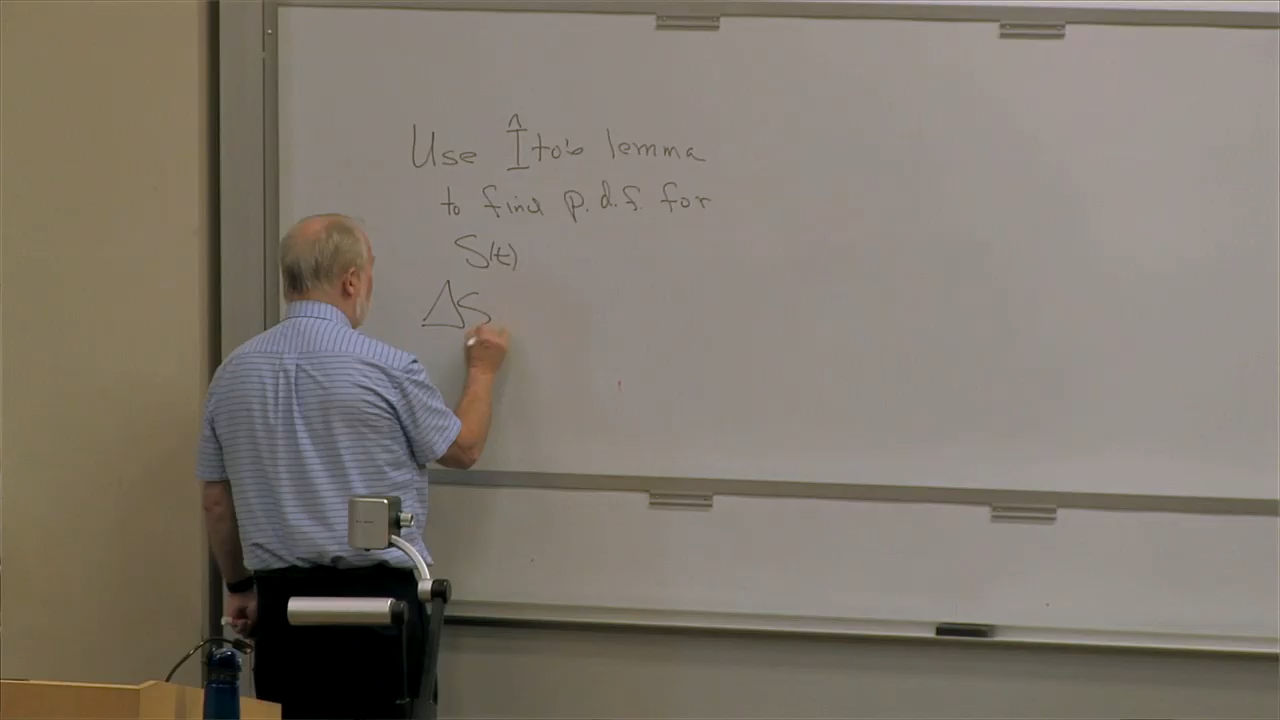 Use Îto's lemma
to find p.d.f. for
S(t)
ΔS